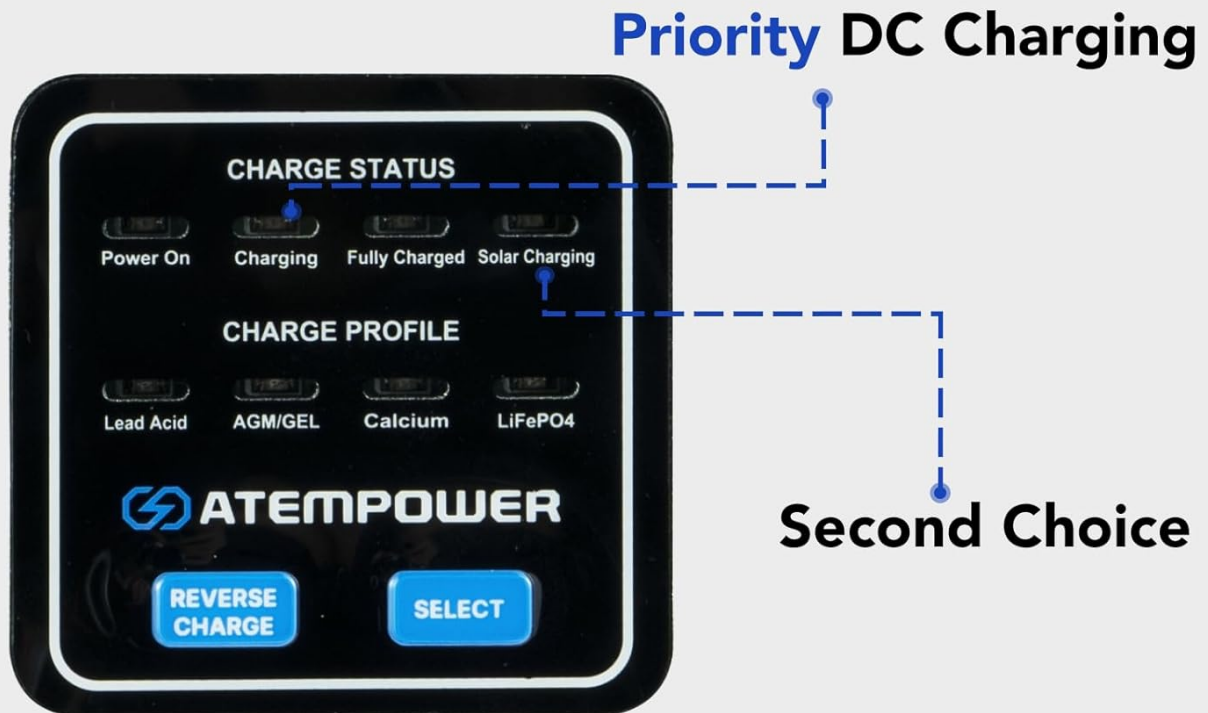 Priority DC Charging
CHARGE STATUS
Power On Charging Fully Charged Solar Charging
CHARGE PROFILE
Lead Acid AGM/GEL Calcium LiFePO4
ATEMPOWER
Second Choice
REVERSE
CHARGE
SELECT